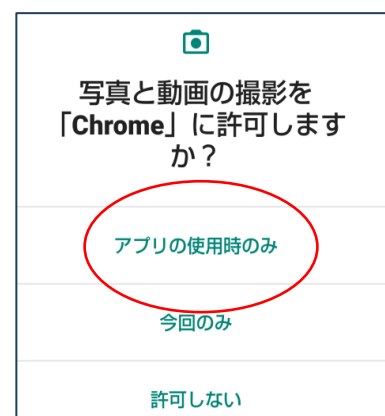 写真と動画の撮影を
「Chrome」に許可します
か？
アプリの使用時のみ
今回のみ
許可しない